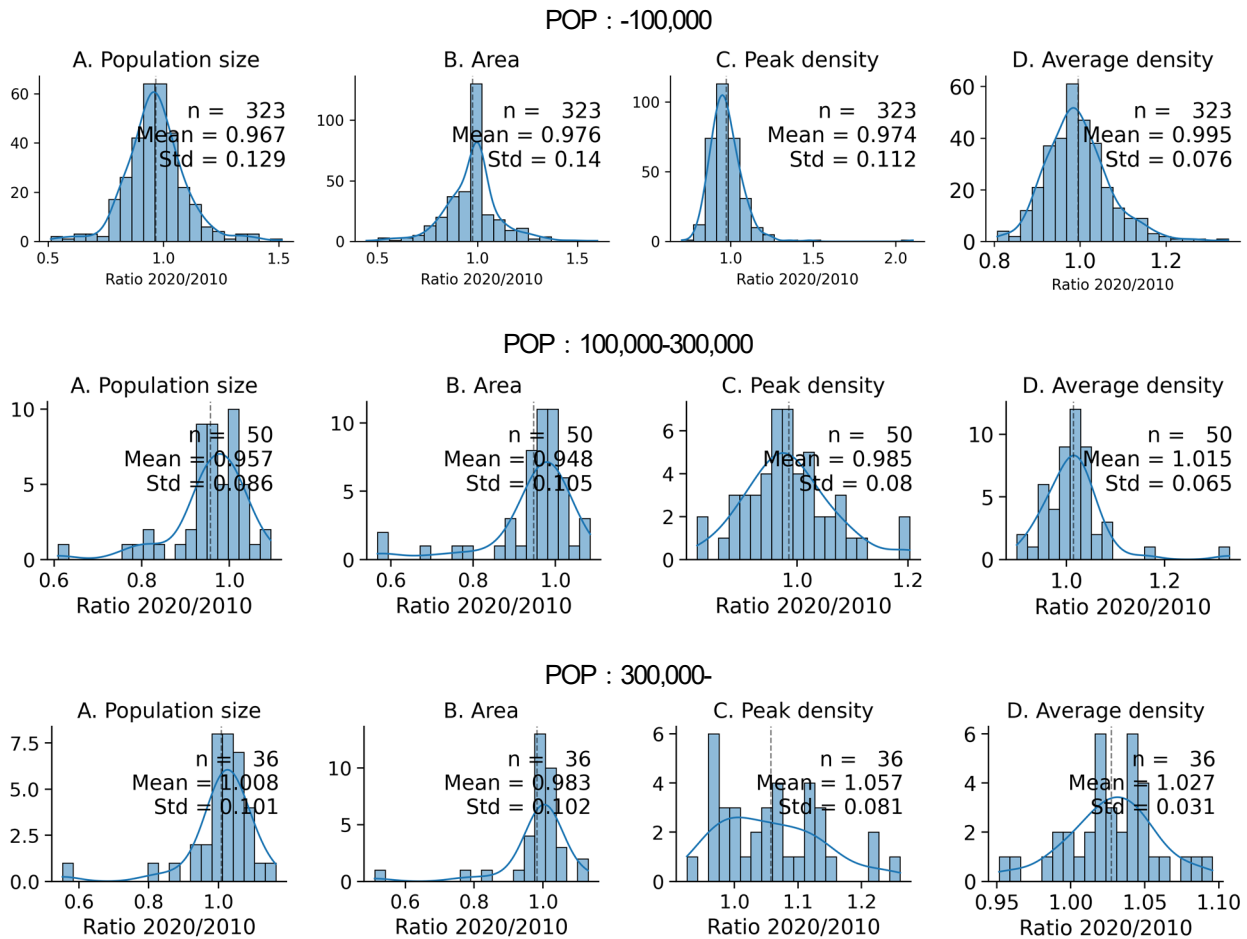 POP : -100,000
A. Population size
n = 323
Mean = 0.967
Std = 0.129
60
40
20
0
0.5 1.0 1.5
Ratio 2020/2010
B. Area
n = 323
Mean = 0.976
Std = 0.14
100
50
0
0.5 1.0 1.5
Ratio 2020/2010
C. Peak density
n = 323
Mean = 0.974
Std = 0.112
100
50
0
1.0 1.5 2.0
Ratio 2020/2010
D. Average density
n = 323
Mean = 0.995
Std = 0.076
60
40
20
0
0.8 1.0 1.2
Ratio 2020/2010
POP : 100,000-300,000
A. Population size
n = 50
Mean = 0.957
Std = 0.086
10
5
0
0.6 0.8 1.0
Ratio 2020/2010
B. Area
n = 50
Mean = 0.948
Std = 0.105
10
5
0
0.6 0.8 1.0
Ratio 2020/2010
C. Peak density
n = 50
Mean = 0.985
Std = 0.08
6
4
2
0
1.0 1.2
Ratio 2020/2010
D. Average density
n = 50
Mean = 1.015
Std = 0.065
10
5
0
1.0 1.2
Ratio 2020/2010
POP : 300,000-
A. Population size
n = 36
Mean = 1.008
Std = 0.101
7.5
5.0
2.5
0.0
0.6 0.8 1.0
Ratio 2020/2010
B. Area
n = 36
Mean = 0.983
Std = 0.102
10
5
0
0.6 0.8 1.0
Ratio 2020/2010
C. Peak density
n = 36
Mean = 1.057
Std = 0.081
6
4
2
0
1.0 1.1 1.2
Ratio 2020/2010
D. Average density
n = 36
Mean = 1.027
Std = 0.031
6
4
2
0
0.95 1.00 1.05 1.10
Ratio 2020/2010